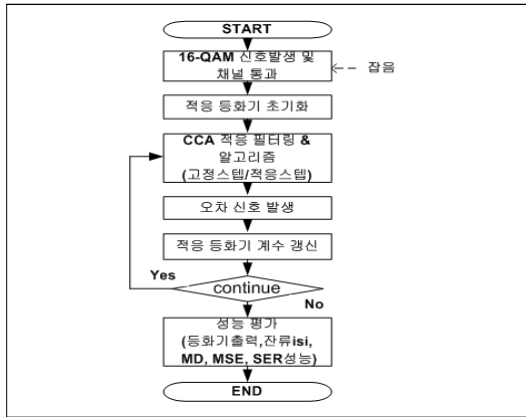 START
16-QAM 신호발생 및
채널 통과
잡음
적응 등화기 초기화
CCA 적응 필터링 &
알고리즘
(고정스텝/적응스텝)
오차 신호 발생
적응 등화기 계수 갱신
Yes
continue
No
성능 평가
(등화기출력,잔류isi,
MD, MSE, SER성능)
END